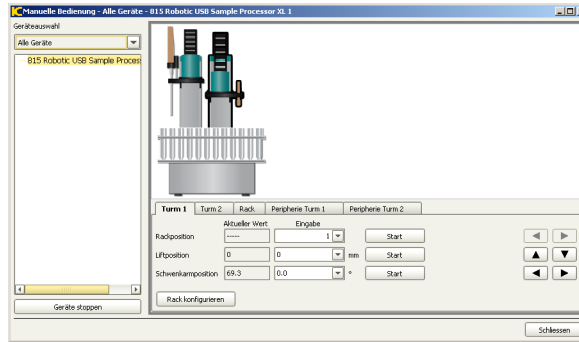 Manuelle Bedienung - Alle Geräte - 815 Robotic USB Sample Processor XL 1
Geräteauswahl
Alle Geräte
815 Robotic USB Sample Process
Turm 1 Turm 2 Rack Peripherie Turm 1 Peripherie Turm 2
Aktueller Wert Eingabe
Rackposition ----- 1 Start
Liftposition 0 0 mm Start
Schwenkarmposition 69.3 0.0 ° Start
Rack konfigurieren
Geräte stoppen
Schliessen